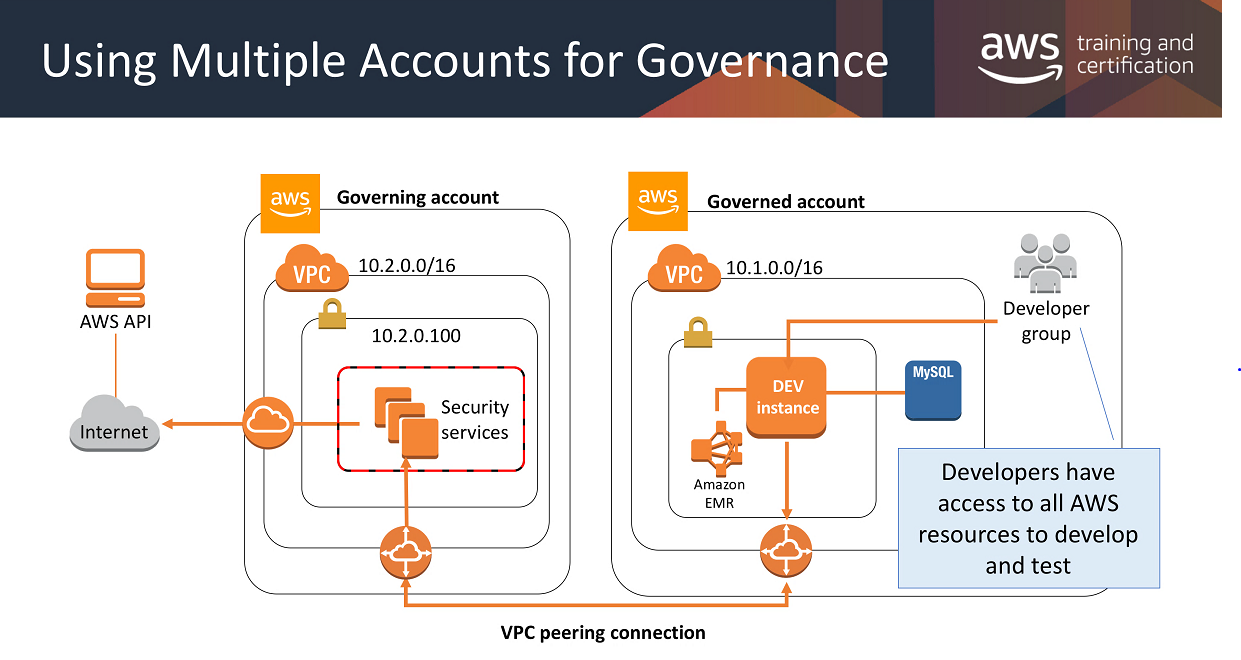 Using Multiple Accounts for Governance
aws training and
certification
aws
Governing account
aws
Governed account
VPC
10.2.0.0/16
VPC
10.1.0.0/16
AWS API
10.2.0.100
Developer
group
Security
services
Internet
DEV
instance
MySQL
Amazon
EMR
Developers have
access to all AWS
resources to develop
and test
VPC peering connection